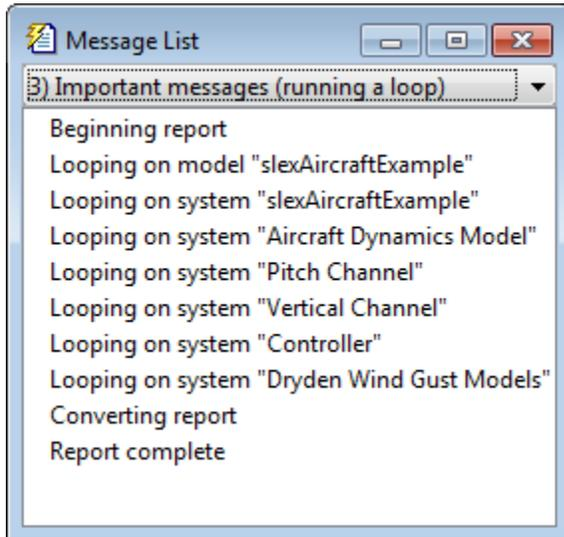 Message List
3) Important messages (running a loop)
Beginning report
Looping on model "slexAircraftExample"
Looping on system "slexAircraftExample"
Looping on system "Aircraft Dynamics Model"
Looping on system "Pitch Channel"
Looping on system "Vertical Channel"
Looping on system "Controller"
Looping on system "Dryden Wind Gust Models"
Converting report
Report complete